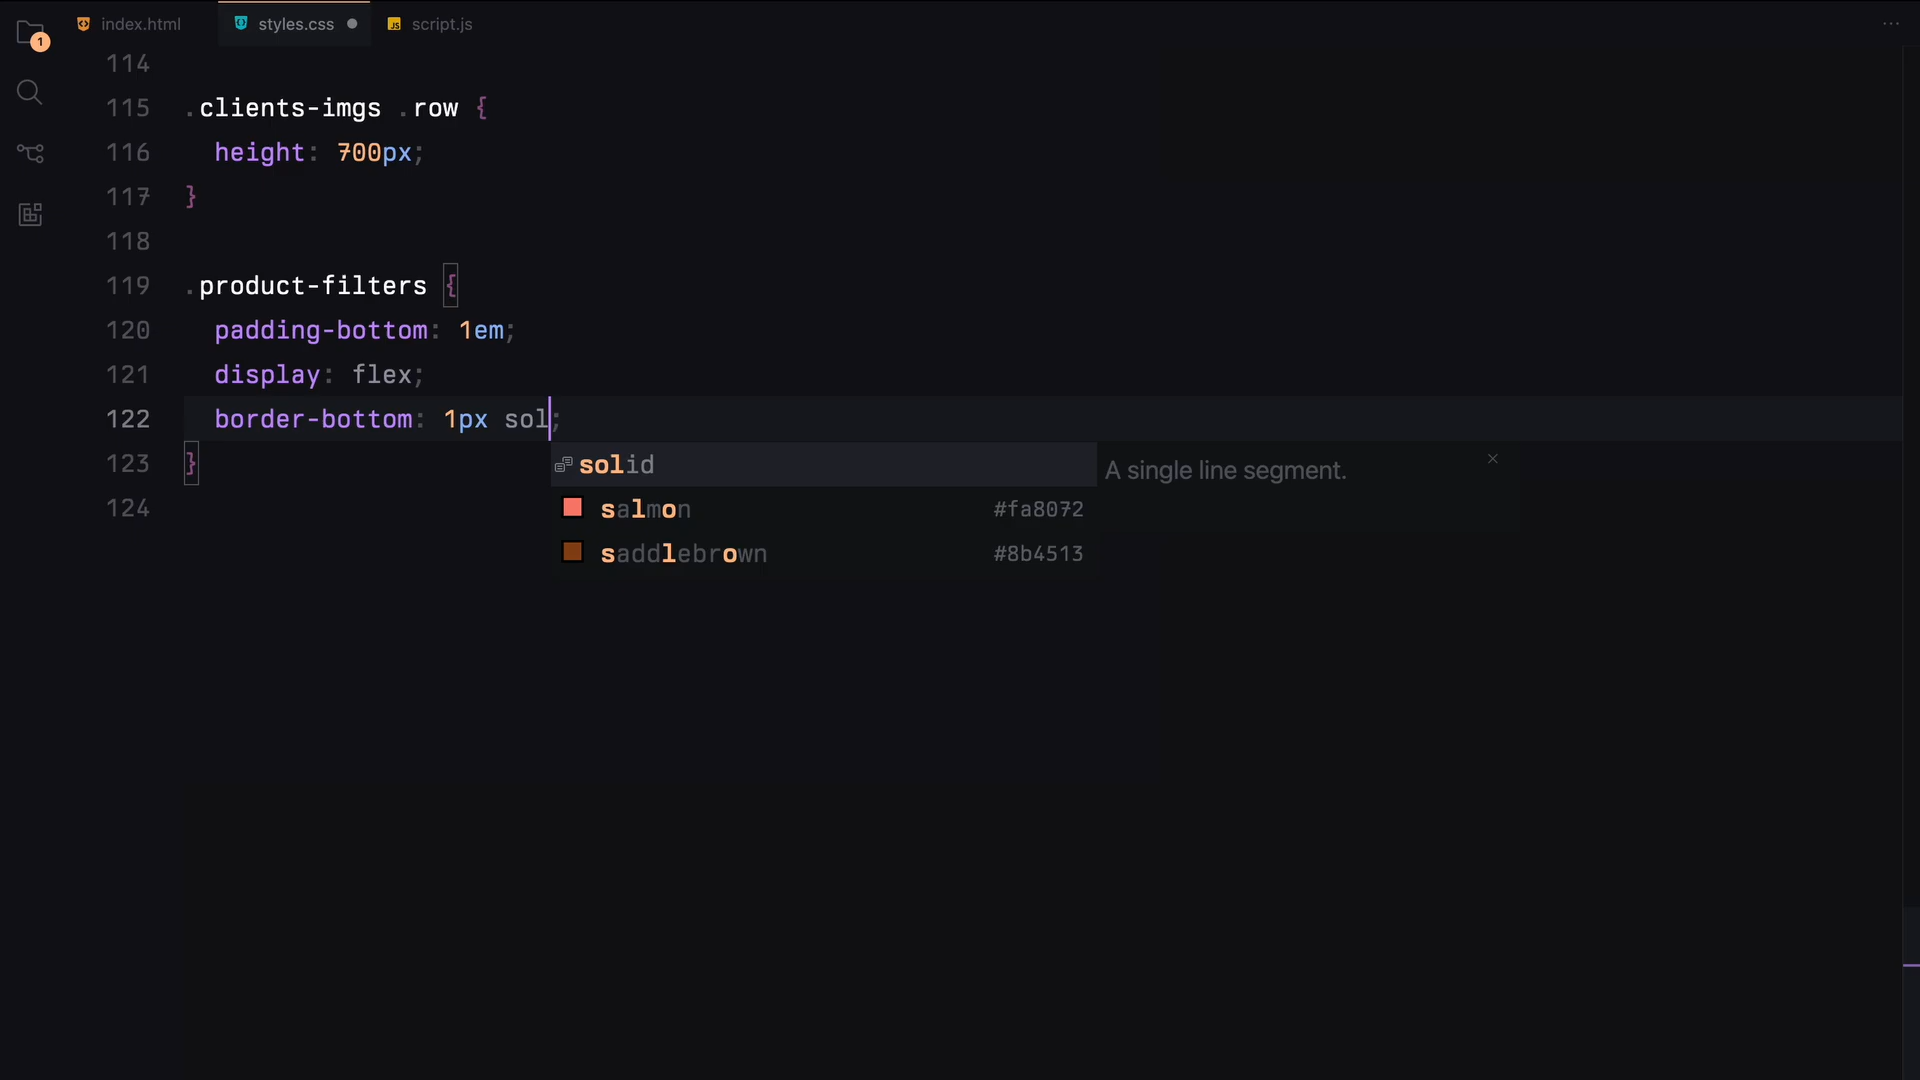 index.html styles.css script.js
1
114
115 .clients-imgs .row {
116 height: 700px;
117 }
118
119 .product-filters {
120 padding-bottom: 1em;
121 display: flex;
122 border-bottom: 1px sol;
123 }
124
solid A single line segment.
salmon #fa8072
saddlebrown #8b4513